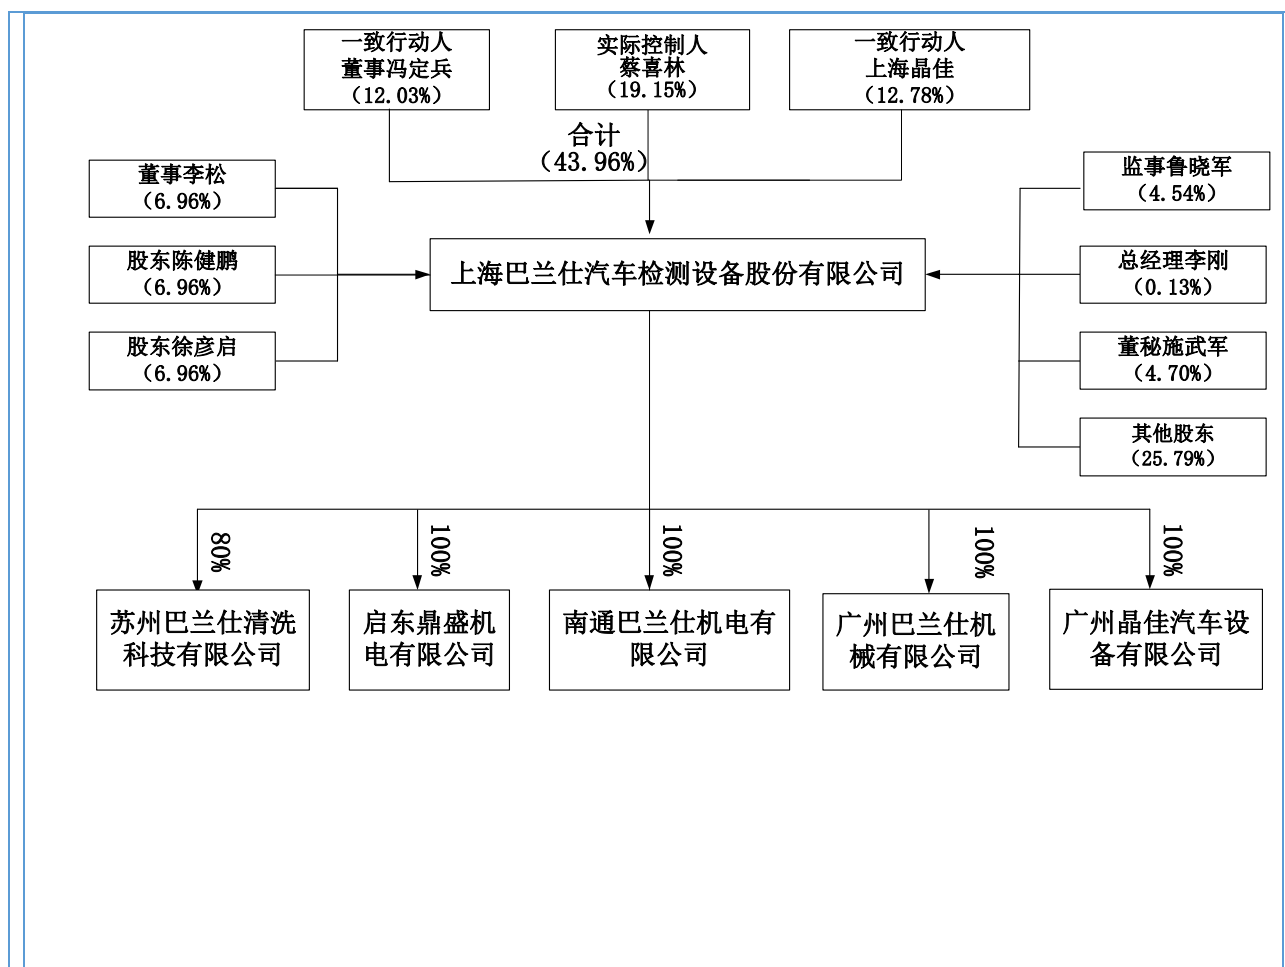 一致行动人
董事冯定兵
(12.03%)
实际控制人
蔡喜林
(19.15%)
一致行动人
上海晶佳
(12.78%)
合计
(43.96%)
董事李松
(6.96%)
股东陈健鹏
(6.96%)
股东徐彦启
(6.96%)
上海巴兰仕汽车检测设备股份有限公司
监事鲁晓军
(4.54%)
总经理李刚
(0.13%)
董秘施武军
(4.70%)
其他股东
(25.79%)
80%
100%
100%
100%
100%
苏州巴兰仕清洗
科技有限公司
启东鼎盛机
电有限公司
南通巴兰仕机电有
限公司
广州巴兰仕机
械有限公司
广州晶佳汽车设
备有限公司